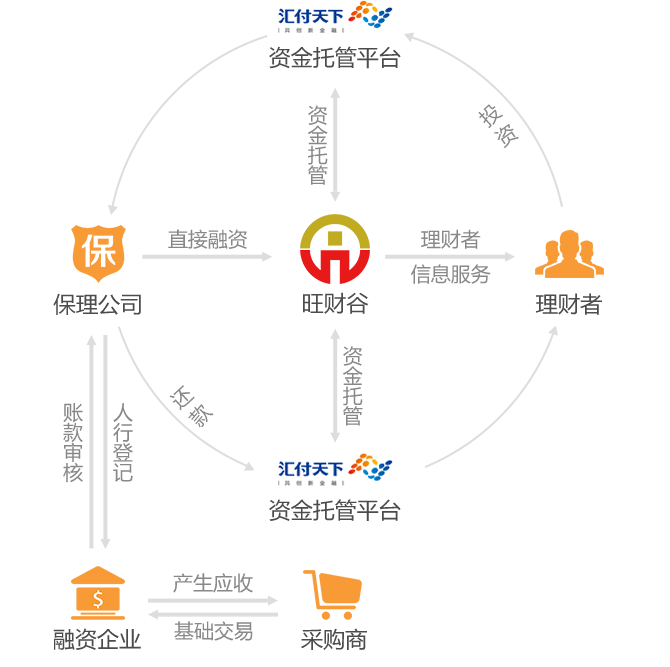 汇付天下
共创新金融
资金托管平台
投资
资金托管
保
直接融资
理财者
信息服务
保理公司
旺财谷
理财者
还款
资金托管
账款审核
人行登记
汇付天下
共创新金融
资金托管平台
$
产生应收
基础交易
融资企业
采购商